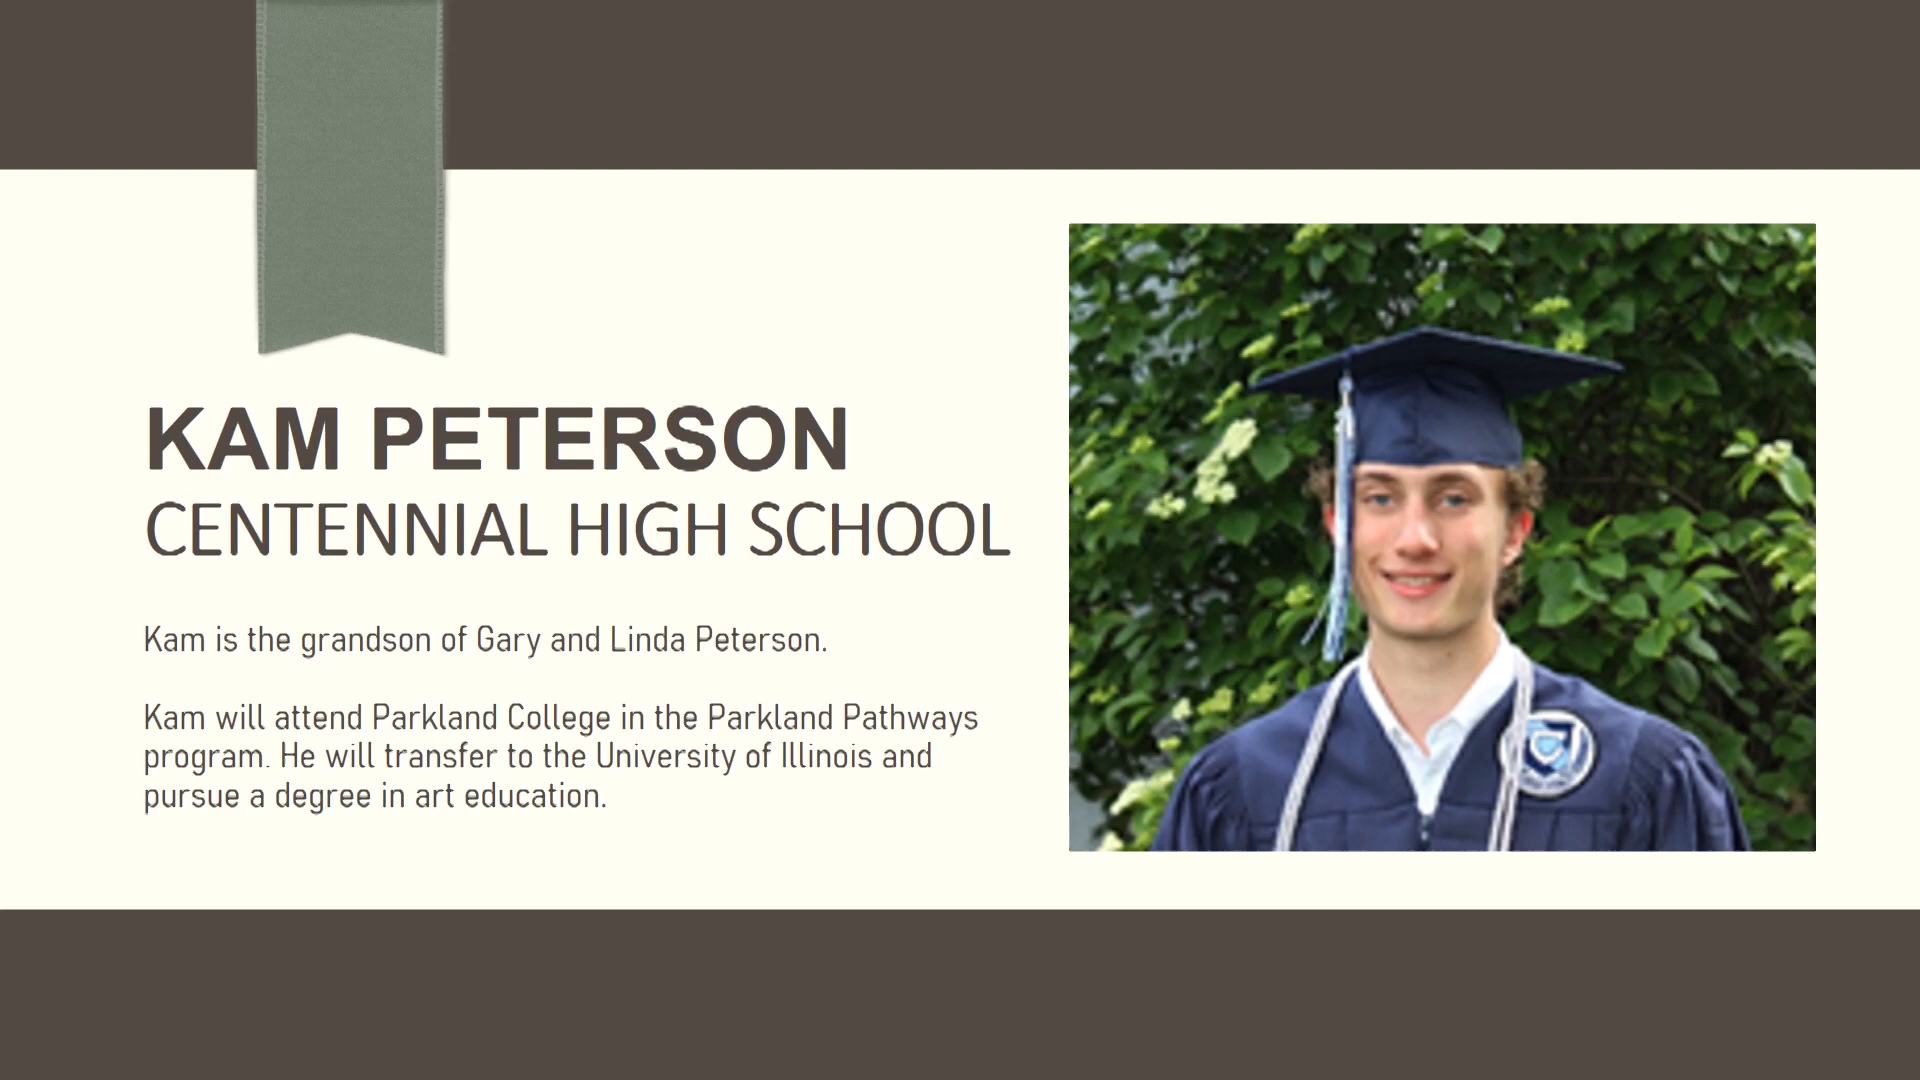 KAM PETERSON
CENTENNIAL HIGH SCHOOL
Kam is the grandson of Gary and Linda Peterson.
Kam will attend Parkland College in the Parkland Pathways
program. He will transfer to the University of Illinois and
pursue a degree in art education.